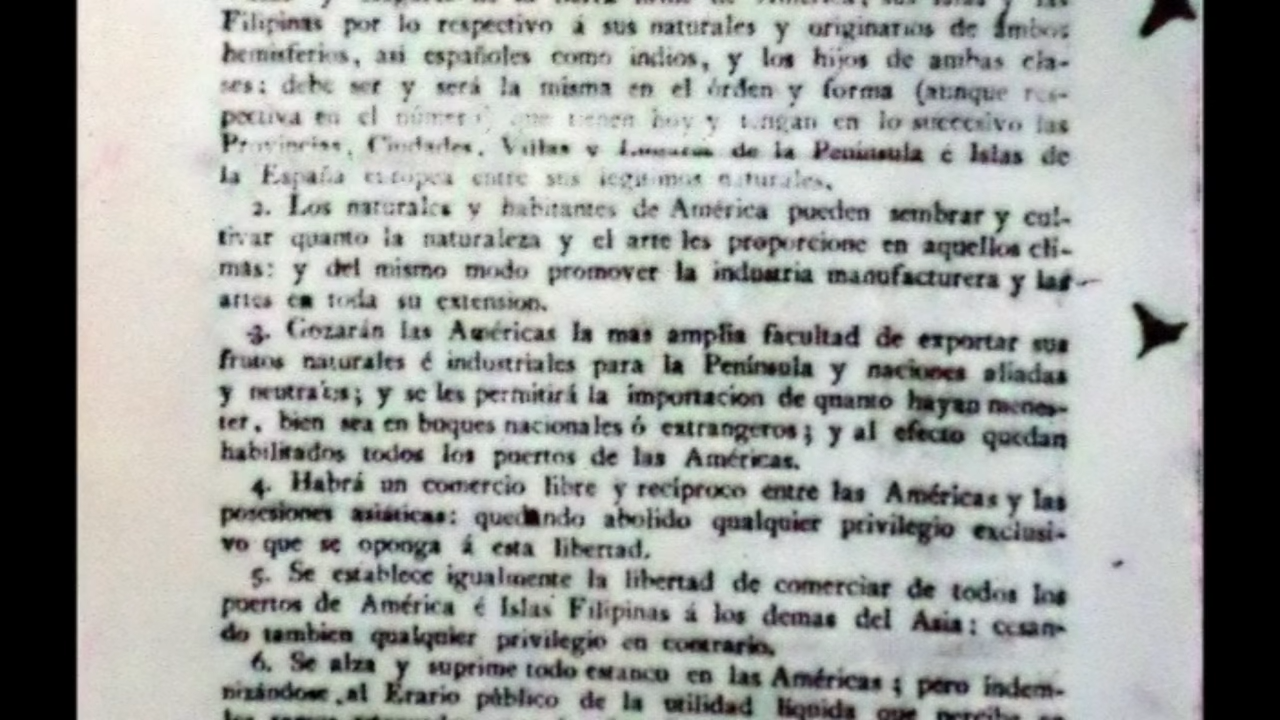 Filipinas por lo respectivo á sus naturales y originarios de ámbos
hemisferios, asi españoles como indios, y los hijos de ambas cla-
ses: debe ser y será la misma en el órden y forma (aunque res-
pectiva en el número) que tienen hoy y tengan en lo succesivo las
Provincias, Ciudades, Villas y Lugares de la Península é Islas de
la España europea entre sus legitimos naturales.
2. Los naturales y habitantes de América pueden sembrar y cul-
tivar quanto la naturaleza y el arte les proporcione en aquellos cli-
mas: y del mismo modo promover la industria manufacturera y las
artes en toda su extension.
3. Gozarán las Américas la mas amplia facultad de exportar sus
frutos naturales é industriales para la Península y naciones aliadas
y neutrales; y se les permitirá la importacion de quanto hayan menes-
ter, bien sea en buques nacionales ó extrangeros; y al efecto quedan
habilitados todos los puertos de las Américas.
4. Habrá un comercio libre y recíproco entre las Américas y las
posesiones asiáticas: quedando abolido qualquier privilegio exclusi-
vo que se oponga á esta libertad.
5. Se establece igualmente la libertad de comerciar de todos los
puertos de América é Islas Filipinas á los demas del Asia: cesan-
do tambien qualquier privilegio en contrario.
6. Se alza y suprime todo estanco en las Américas; pero indem-
nizándose al Erario público de la utilidad líquida que percibe